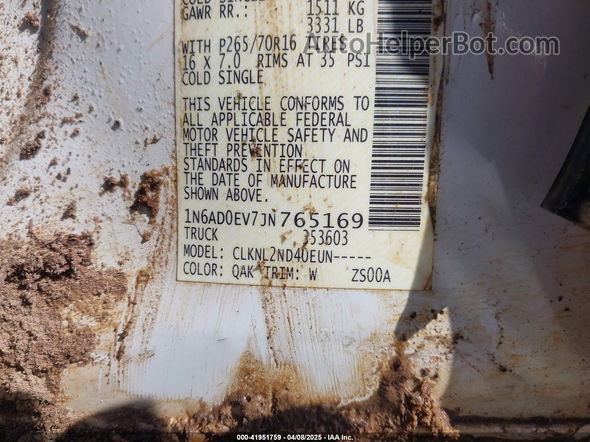 COLD SINGLE
GAWR RR.: 1511 KG
3331 LB
WITH P265/70R16 TIRES
16 X 7.0 RIMS AT 35 PSI
COLD SINGLE
THIS VEHICLE CONFORMS TO
ALL APPLICABLE FEDERAL
MOTOR VEHICLE SAFETY AND
THEFT PREVENTION
STANDARDS IN EFFECT ON
THE DATE OF MANUFACTURE
SHOWN ABOVE.
1N6AD0EV7JN765169
TRUCK 353603
MODEL: CLKNL2ND40EUN-----
COLOR: QAK TRIM: W ZS00A
AutoHelperBot.com
000-41951759 - 04/08/2025 - IAA Inc.